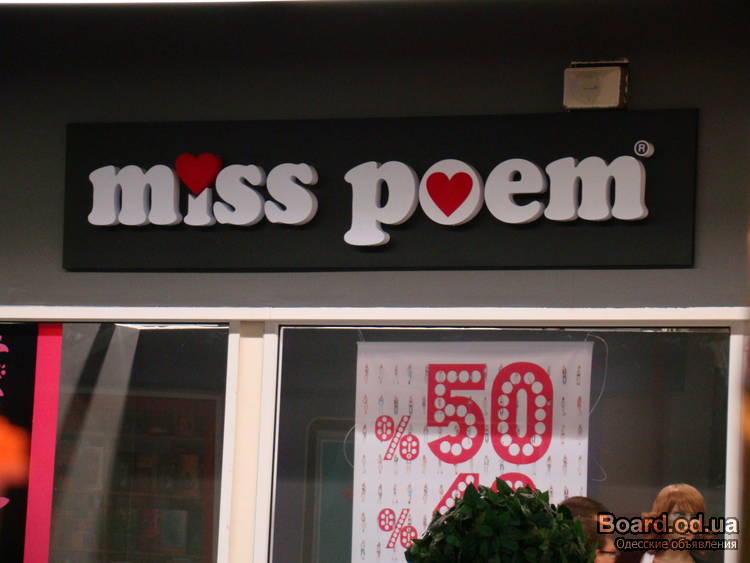 miss poem ®
% 50
% 40
Board.od.ua
Одесские объявления